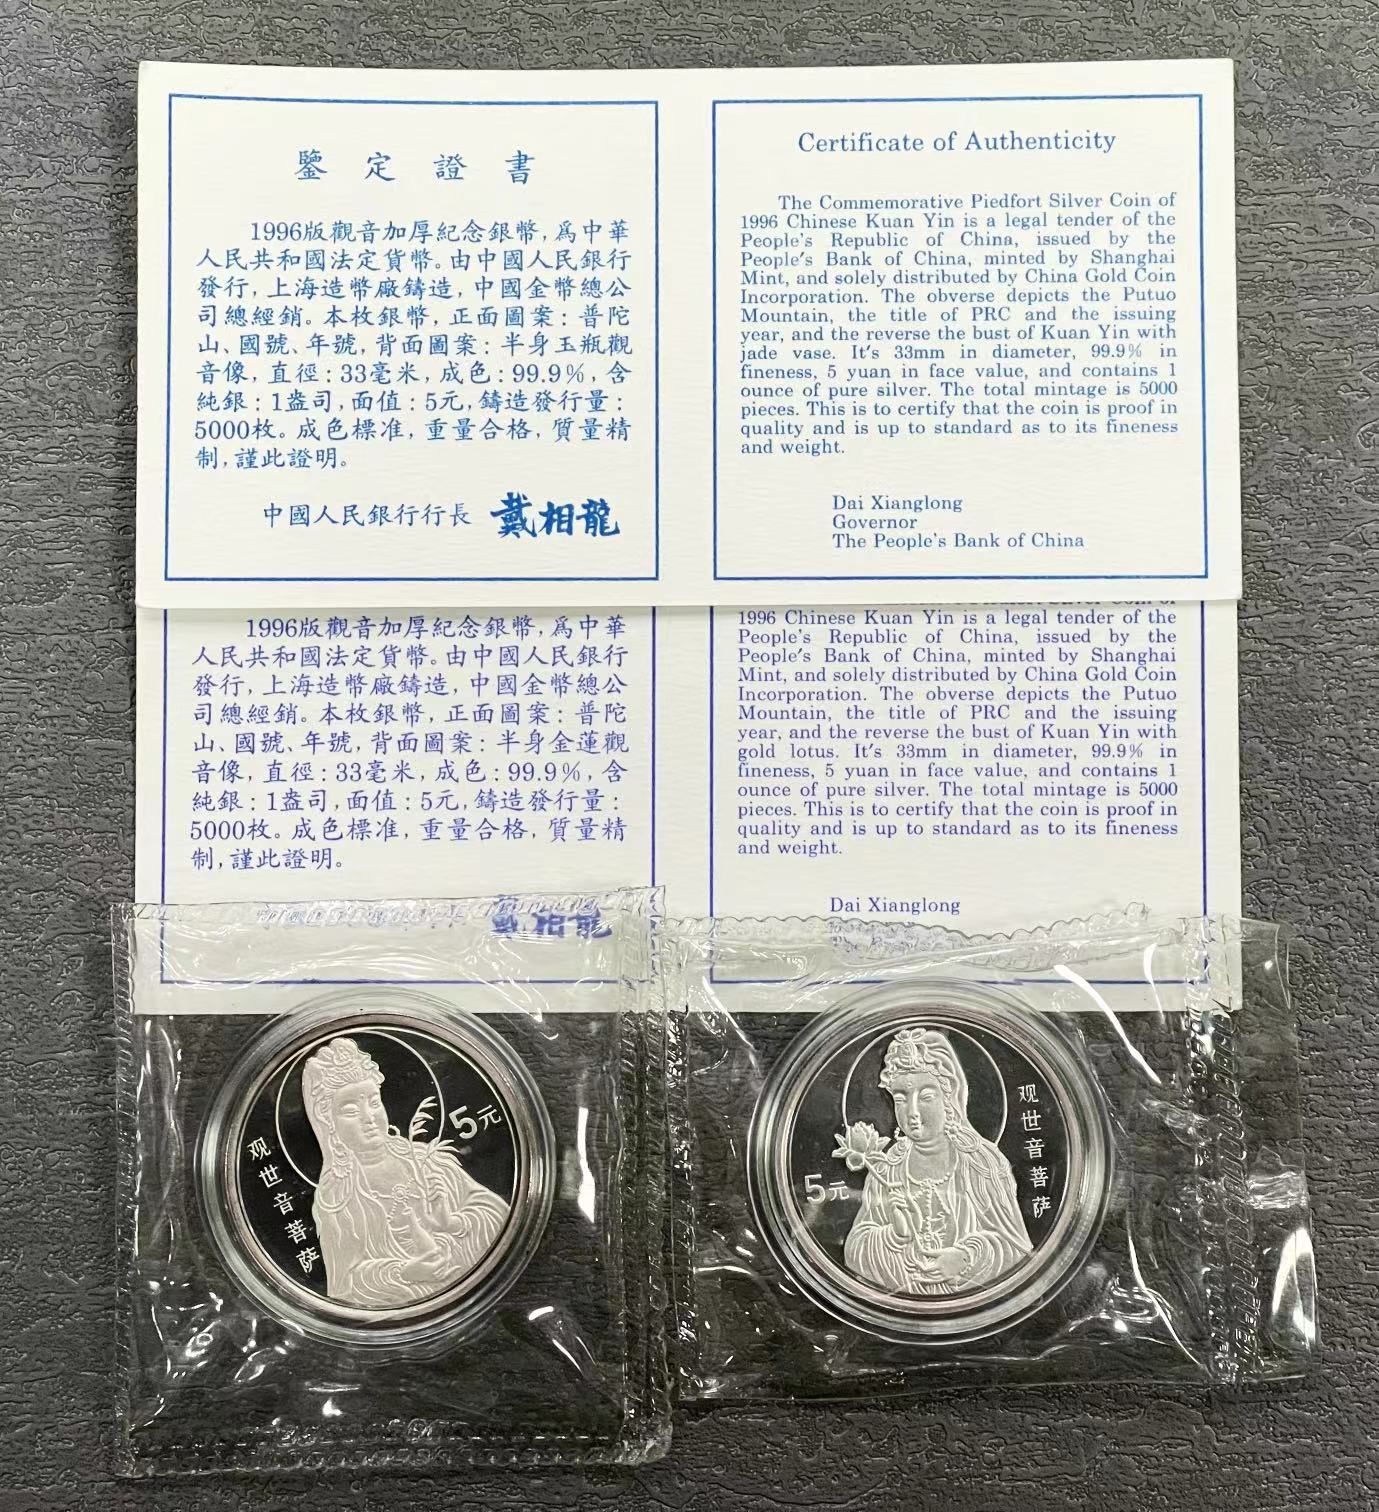 鑒定證書
1996版觀音加厚紀念銀幣,爲中華
人民共和國法定貨幣。由中國人民銀行
發行,上海造幣廠鑄造,中國金幣總公
司總經銷。本枚銀幣,正面圖案:普陀
山、國號、年號,背面圖案:半身玉瓶觀
音像,直徑:33毫米,成色:99.9%,含
純銀:1盎司,面值:5元,鑄造發行量:
5000枚。成色標准,重量合格,質量精
制,謹此證明。
中國人民銀行行長 戴相龍
Certificate of Authenticity
The Commemorative Piedfort Silver Coin of
1996 Chinese Kuan Yin is a legal tender of the
People's Republic of China, issued by the
People's Bank of China, minted by Shanghai
Mint, and solely distributed by China Gold Coin
Incorporation. The obverse depicts the Putuo
Mountain, the title of PRC and the issuing
year, and the reverse the bust of Kuan Yin with
jade vase. It's 33mm in diameter, 99.9% in
fineness, 5 yuan in face value, and contains 1
ounce of pure silver. The total mintage is 5000
pieces. This is to certify that the coin is proof in
quality and is up to standard as to its fineness
and weight.
Dai Xianglong
Governor
The People's Bank of China
1996版觀音加厚紀念銀幣,爲中華
人民共和國法定貨幣。由中國人民銀行
發行,上海造幣廠鑄造,中國金幣總公
司總經銷。本枚銀幣,正面圖案:普陀
山、國號、年號,背面圖案:半身金蓮觀
音像,直徑:33毫米,成色:99.9%,含
純銀:1盎司,面值:5元,鑄造發行量:
5000枚。成色標准,重量合格,質量精
制,謹此證明。
戴相龍
1996 Chinese Kuan Yin is a legal tender of the
People's Republic of China, issued by the
People's Bank of China, minted by Shanghai
Mint, and solely distributed by China Gold Coin
Incorporation. The obverse depicts the Putuo
Mountain, the title of PRC and the issuing
year, and the reverse the bust of Kuan Yin with
gold lotus. It's 33mm in diameter, 99.9% in
fineness, 5 yuan in face value, and contains 1
ounce of pure silver. The total mintage is 5000
pieces. This is to certify that the coin is proof in
quality and is up to standard as to its fineness
and weight.
Dai Xianglong
观世音菩萨
5元
观世音菩萨
5元